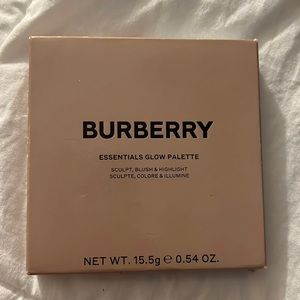 BURBERRY
ESSENTIALS GLOW PALETTE
SCULPT, BLUSH & HIGHLIGHT
SCULPTE, COLORE & ILLUMINE
NET WT. 15.5g ℮ 0.54 OZ.